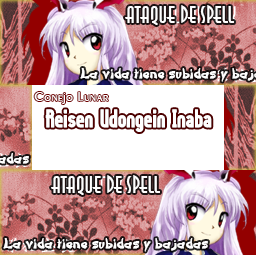 ATAQUE DE SPELL
La vida tiene subidas y bajadas
Conejo Lunar
Reisen Udongein Inaba
adas
ATAQUE DE SPELL
La vida tiene subidas y bajadas